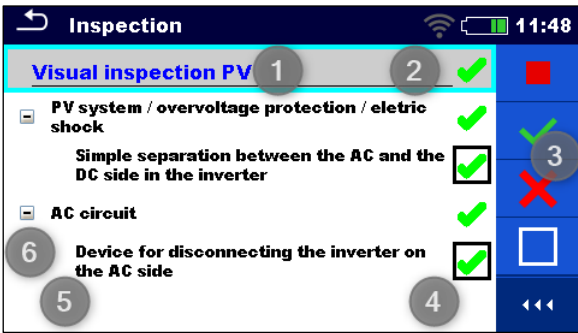 Inspection
11:48
Visual inspection PV
1
2
PV system / overvoltage protection / eletric
shock
3
Simple separation between the AC and the
DC side in the inverter
AC circuit
6
Device for disconnecting the inverter on
the AC side
5
4